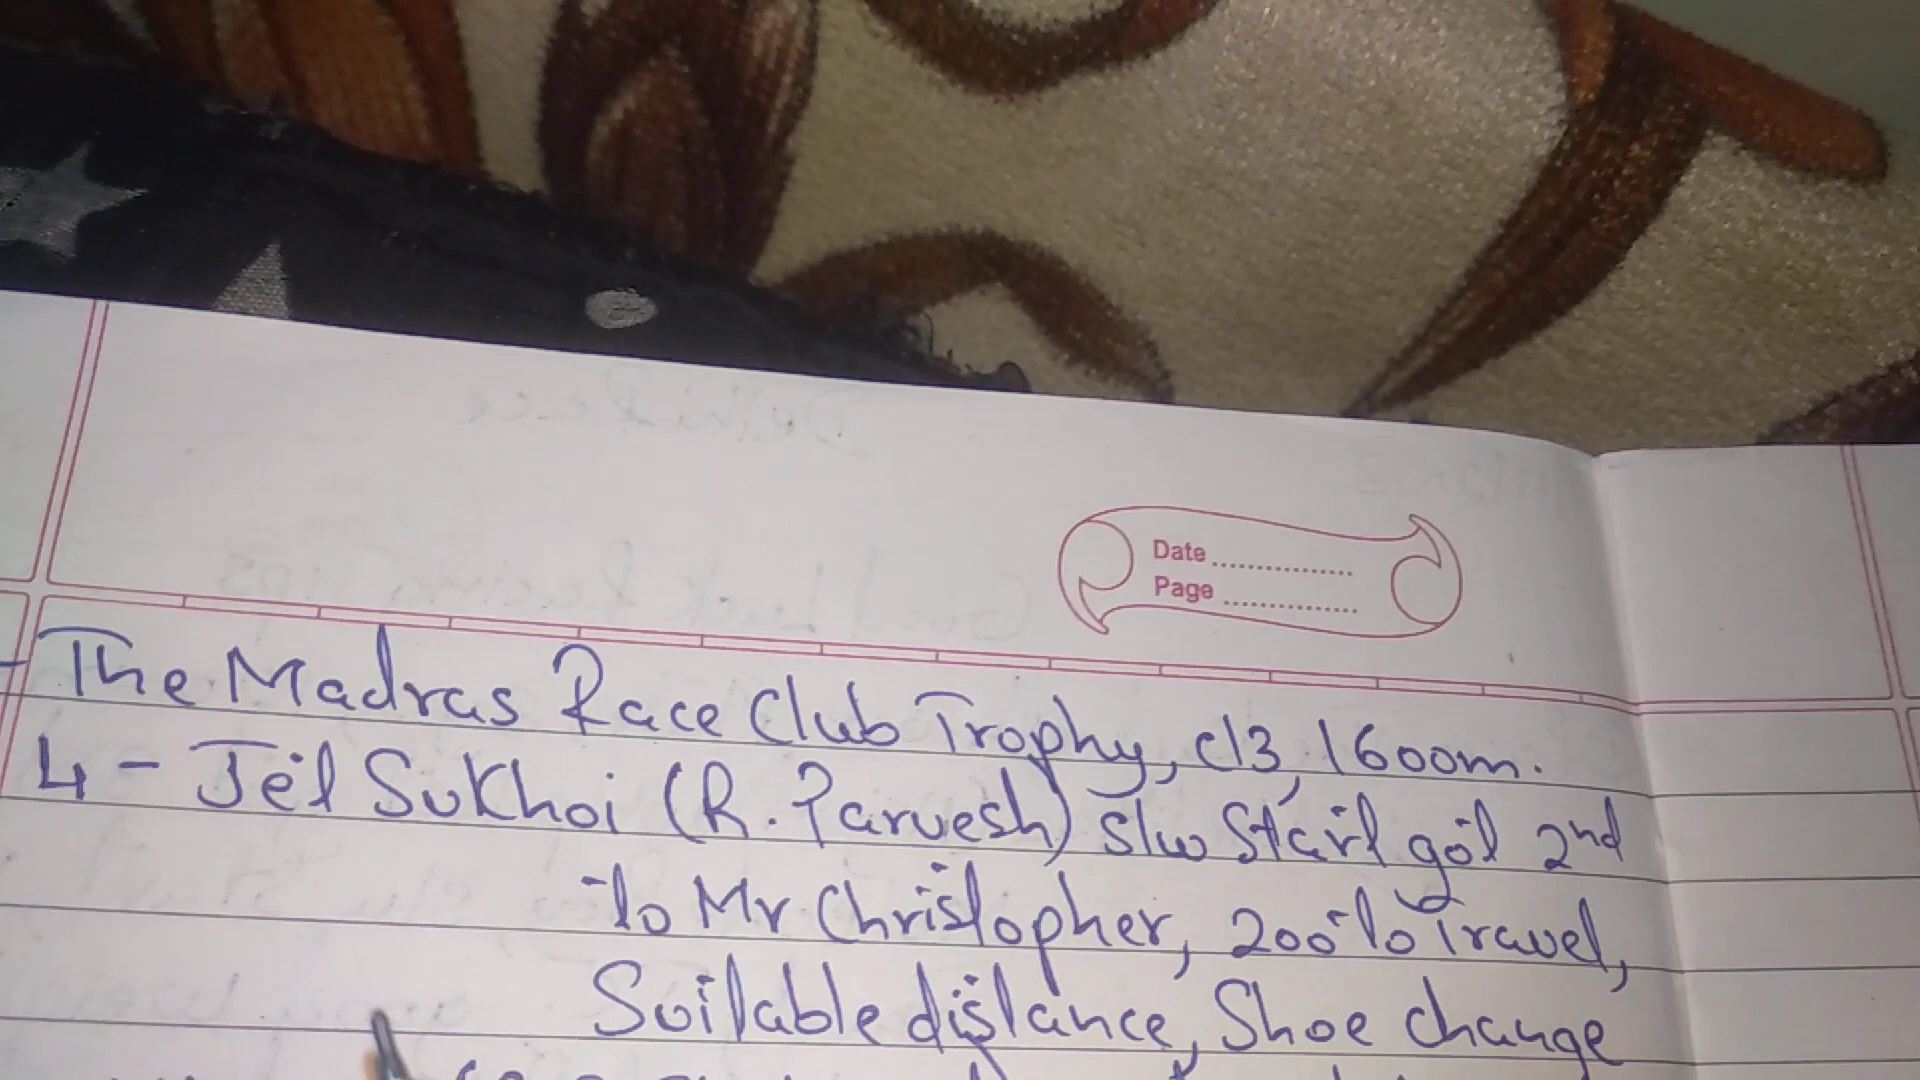 Date ..............
Page ..............
- The Madras Race Club Trophy, cl3, 1600m.
4 - Jet Sukhoi (R. Parvesh) slw start got 2nd
to Mr Christopher, 200 to Travel,
Suitable distance, Shoe change